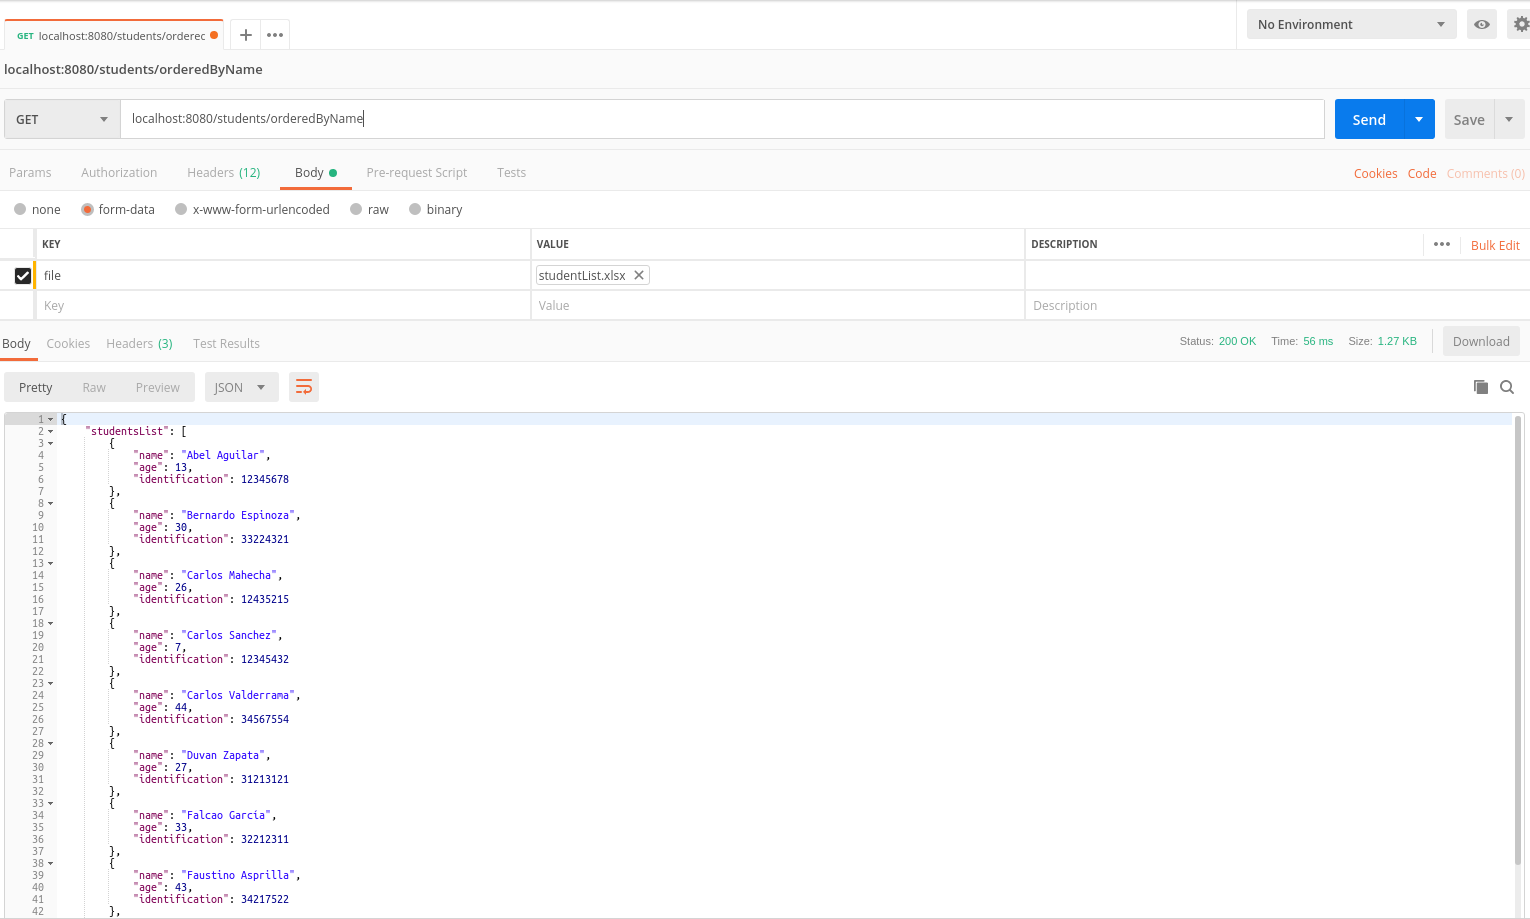 GET localhost:8080/students/orderec
No Environment
localhost:8080/students/orderedByName
GET localhost:8080/students/orderedByName Send Save
Params Authorization Headers (12) Body Pre-request Script Tests Cookies Code Comments (0)
none form-data x-www-form-urlencoded raw binary
KEY VALUE DESCRIPTION Bulk Edit
file studentList.xlsx
Key Value Description
Body Cookies Headers (3) Test Results Status: 200 OK Time: 56 ms Size: 1.27 KB Download
Pretty Raw Preview JSON
1 {
2 "studentsList": [
3 {
4 "name": "Abel Aguilar",
5 "age": 13,
6 "identification": 12345678
7 },
8 {
9 "name": "Bernardo Espinoza",
10 "age": 30,
11 "identification": 33224321
12 },
13 {
14 "name": "Carlos Mahecha",
15 "age": 26,
16 "identification": 12435215
17 },
18 {
19 "name": "Carlos Sanchez",
20 "age": 7,
21 "identification": 12345432
22 },
23 {
24 "name": "Carlos Valderrama",
25 "age": 44,
26 "identification": 34567554
27 },
28 {
29 "name": "Duvan Zapata",
30 "age": 27,
31 "identification": 31213121
32 },
33 {
34 "name": "Falcao García",
35 "age": 33,
36 "identification": 32212311
37 },
38 {
39 "name": "Faustino Asprilla",
40 "age": 43,
41 "identification": 34217522
42 },